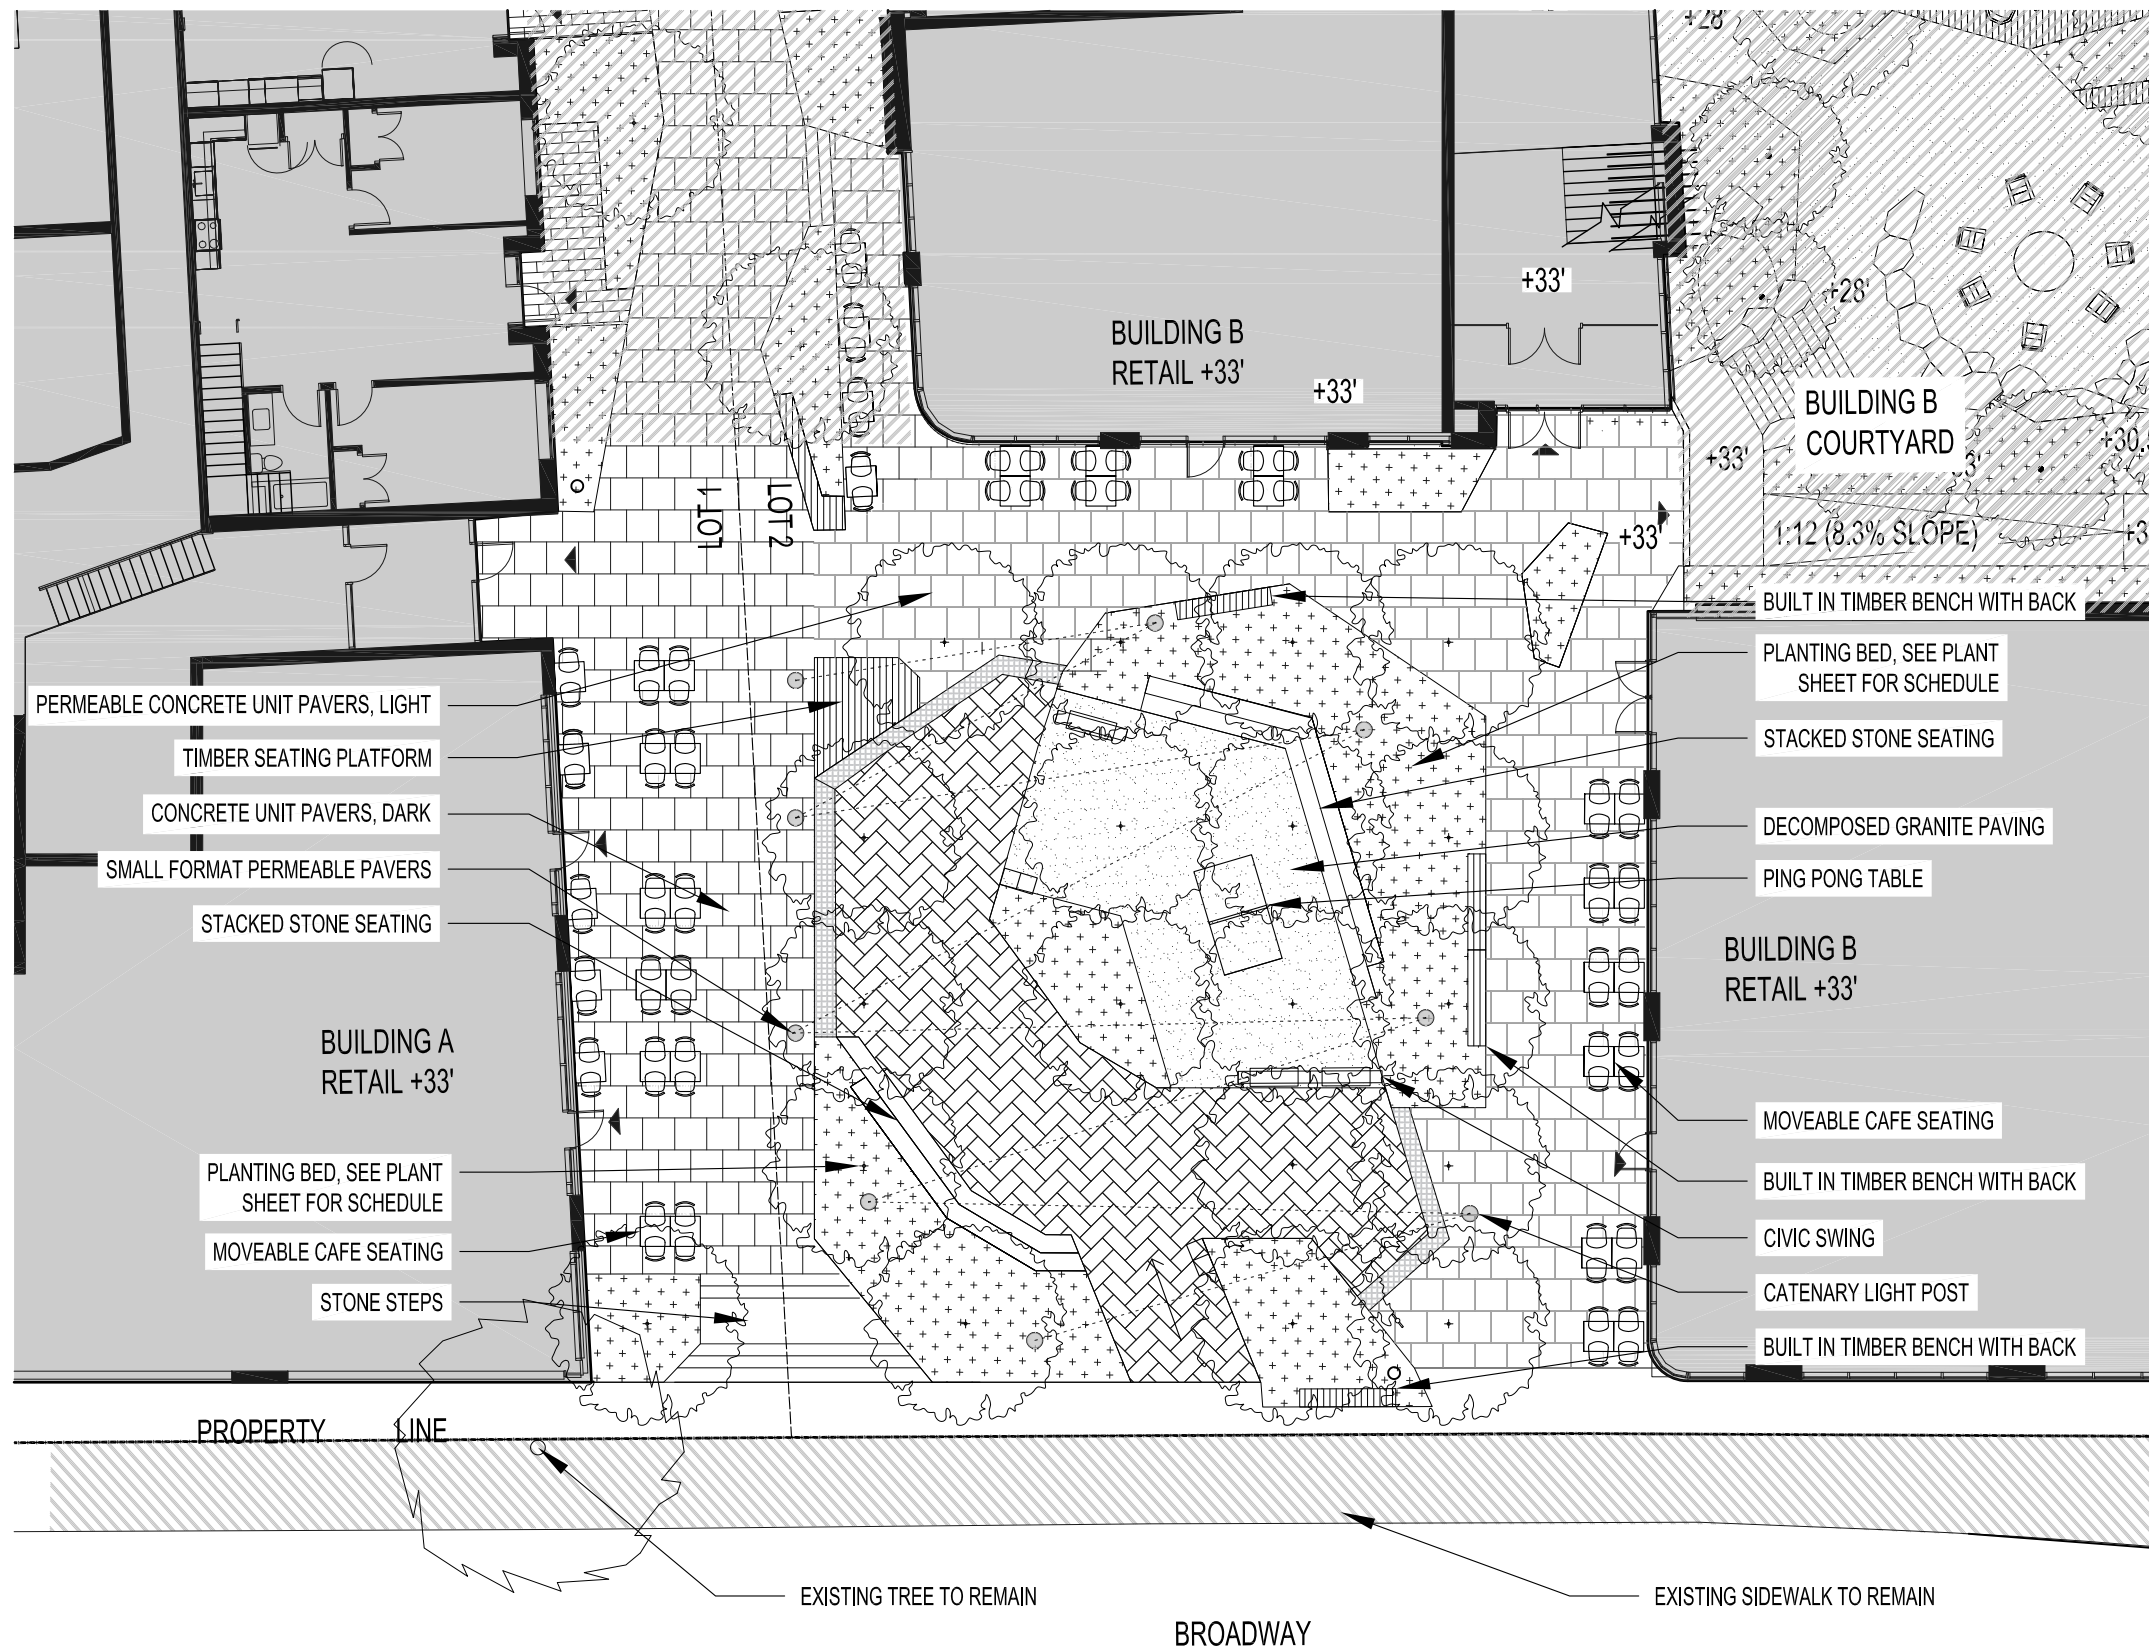 +28'
+33'
+28'
BUILDING B
RETAIL +33'
+33'
BUILDING B
COURTYARD
+33'
+30.
LOT 1
LOT 2
+33'
1:12 (8.3% SLOPE)
+3
BUILT IN TIMBER BENCH WITH BACK
PLANTING BED, SEE PLANT
SHEET FOR SCHEDULE
STACKED STONE SEATING
DECOMPOSED GRANITE PAVING
PING PONG TABLE
BUILDING B
RETAIL +33'
MOVEABLE CAFE SEATING
BUILT IN TIMBER BENCH WITH BACK
CIVIC SWING
CATENARY LIGHT POST
BUILT IN TIMBER BENCH WITH BACK
PERMEABLE CONCRETE UNIT PAVERS, LIGHT
TIMBER SEATING PLATFORM
CONCRETE UNIT PAVERS, DARK
SMALL FORMAT PERMEABLE PAVERS
STACKED STONE SEATING
BUILDING A
RETAIL +33'
PLANTING BED, SEE PLANT
SHEET FOR SCHEDULE
MOVEABLE CAFE SEATING
STONE STEPS
PROPERTY LINE
EXISTING TREE TO REMAIN
EXISTING SIDEWALK TO REMAIN
BROADWAY